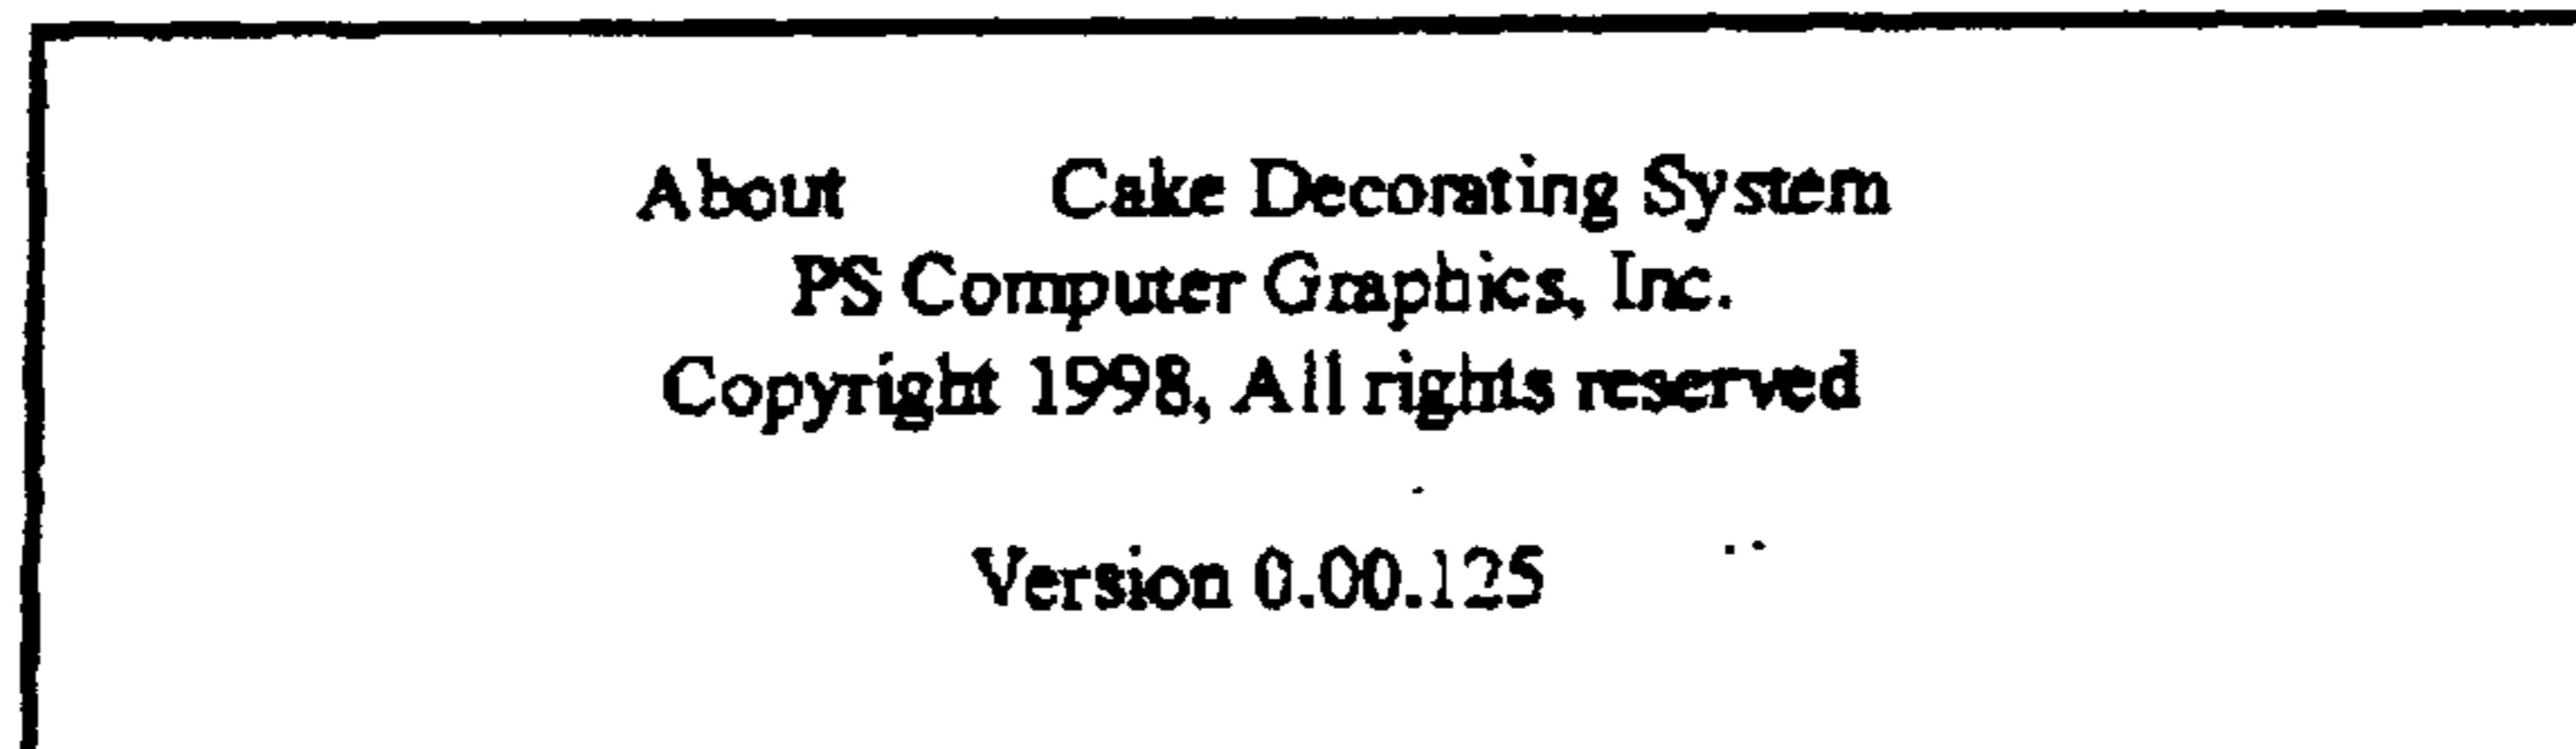 About Cake Decorating System
PS Computer Graphics, Inc.
Copyright 1998, All rights reserved
Version 0.00.125